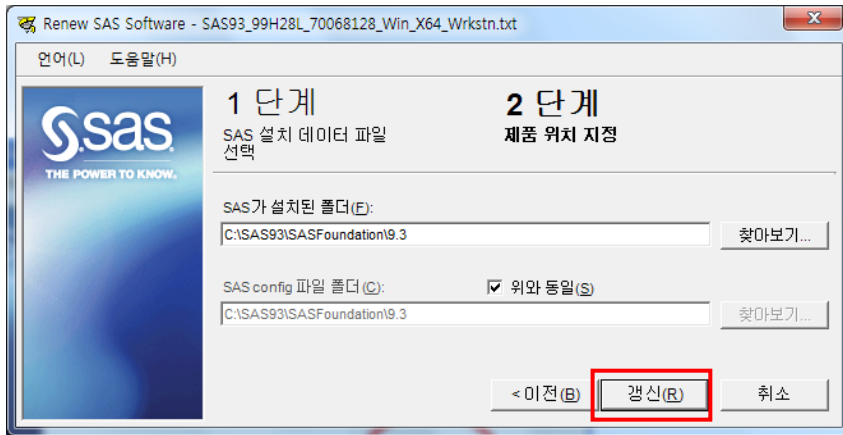 Renew SAS Software - SAS93_99H28L_70068128_Win_X64_Wrkstn.txt
언어(L) 도움말(H)
sas
THE POWER TO KNOW.
1 단계
SAS 설치 데이터 파일
선택
2 단계
제품 위치 지정
SAS가 설치된 폴더(F):
C:\SAS93\SASFoundation\9.3
찾아보기...
SAS config 파일 폴더(C):
위와 동일(S)
C:\SAS93\SASFoundation\9.3
찾아보기...
<이전(B)
갱신(R)
취소